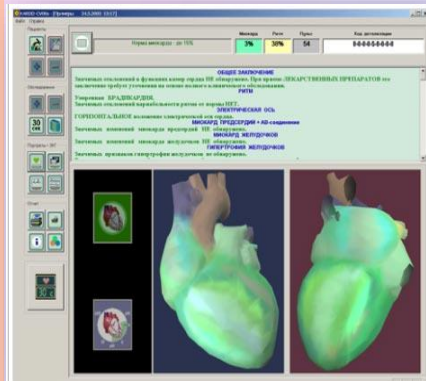 Файл Справка
Пациенты
Обследование
30
Портреты ЭКГ
Отчет
Норма миокарда - до 15%
Миокард Ритм Пульс Код детализации
3% 38% 54 0-0-0-0-0-0-0-0-0
ОБЩЕЕ ЗАКЛЮЧЕНИЕ
Значимых отклонений в функции камер сердца НЕ обнаружено. При приеме ЛЕКАРСТВЕННЫХ ПРЕПАРАТОВ это
заключение требует уточнения на основе полного клинического обследования.
РИТМ
Умеренная БРАДИКАРДИЯ.
Значимых отклонений вариабельности ритма от нормы НЕТ.
ЭЛЕКТРИЧЕСКАЯ ОСЬ
ГОРИЗОНТАЛЬНОЕ положение электрической оси сердца.
МИОКАРД ПРЕДСЕРДИЙ + АВ-соединение
Значимых изменений миокарда предсердий НЕ обнаружено.
МИОКАРД ЖЕЛУДОЧКОВ
Значимых изменений миокарда желудочков НЕ обнаружено.
ГИПЕРТРОФИЯ ЖЕЛУДОЧКОВ
Значимых признаков гипертрофии желудочков не обнаружено.